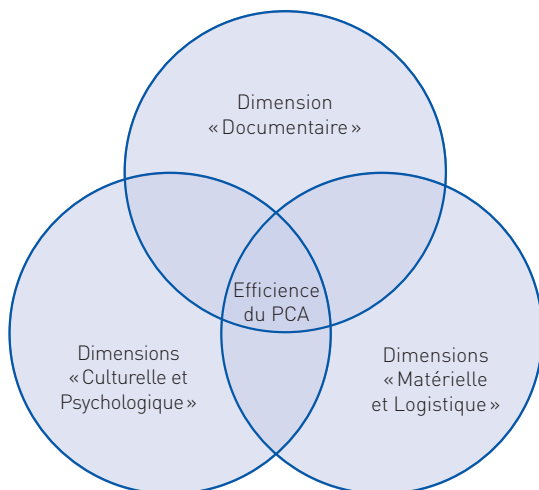 Dimension
« Documentaire »
Efficience
du PCA
Dimensions
« Culturelle et
Psychologique »
Dimensions
« Matérielle
et Logistique »